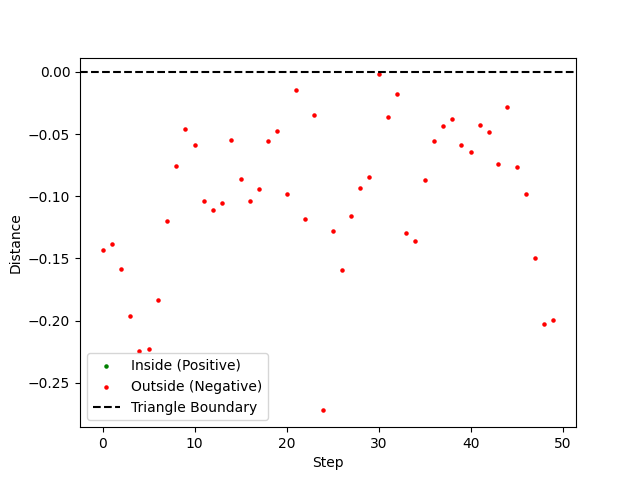 0.00
−0.05
−0.10
−0.15
−0.20
−0.25
Distance
Inside (Positive)
Outside (Negative)
Triangle Boundary
0 10 20 30 40 50
Step